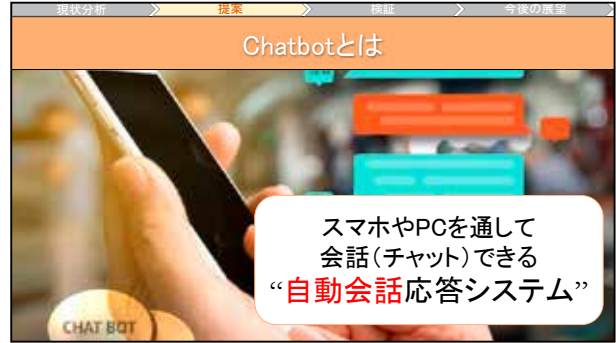 現状分析
提案
検証
今後の展望
Chatbotとは
スマホやPCを通して
会話(チャット)できる
“自動会話応答システム”
CHAT BOT